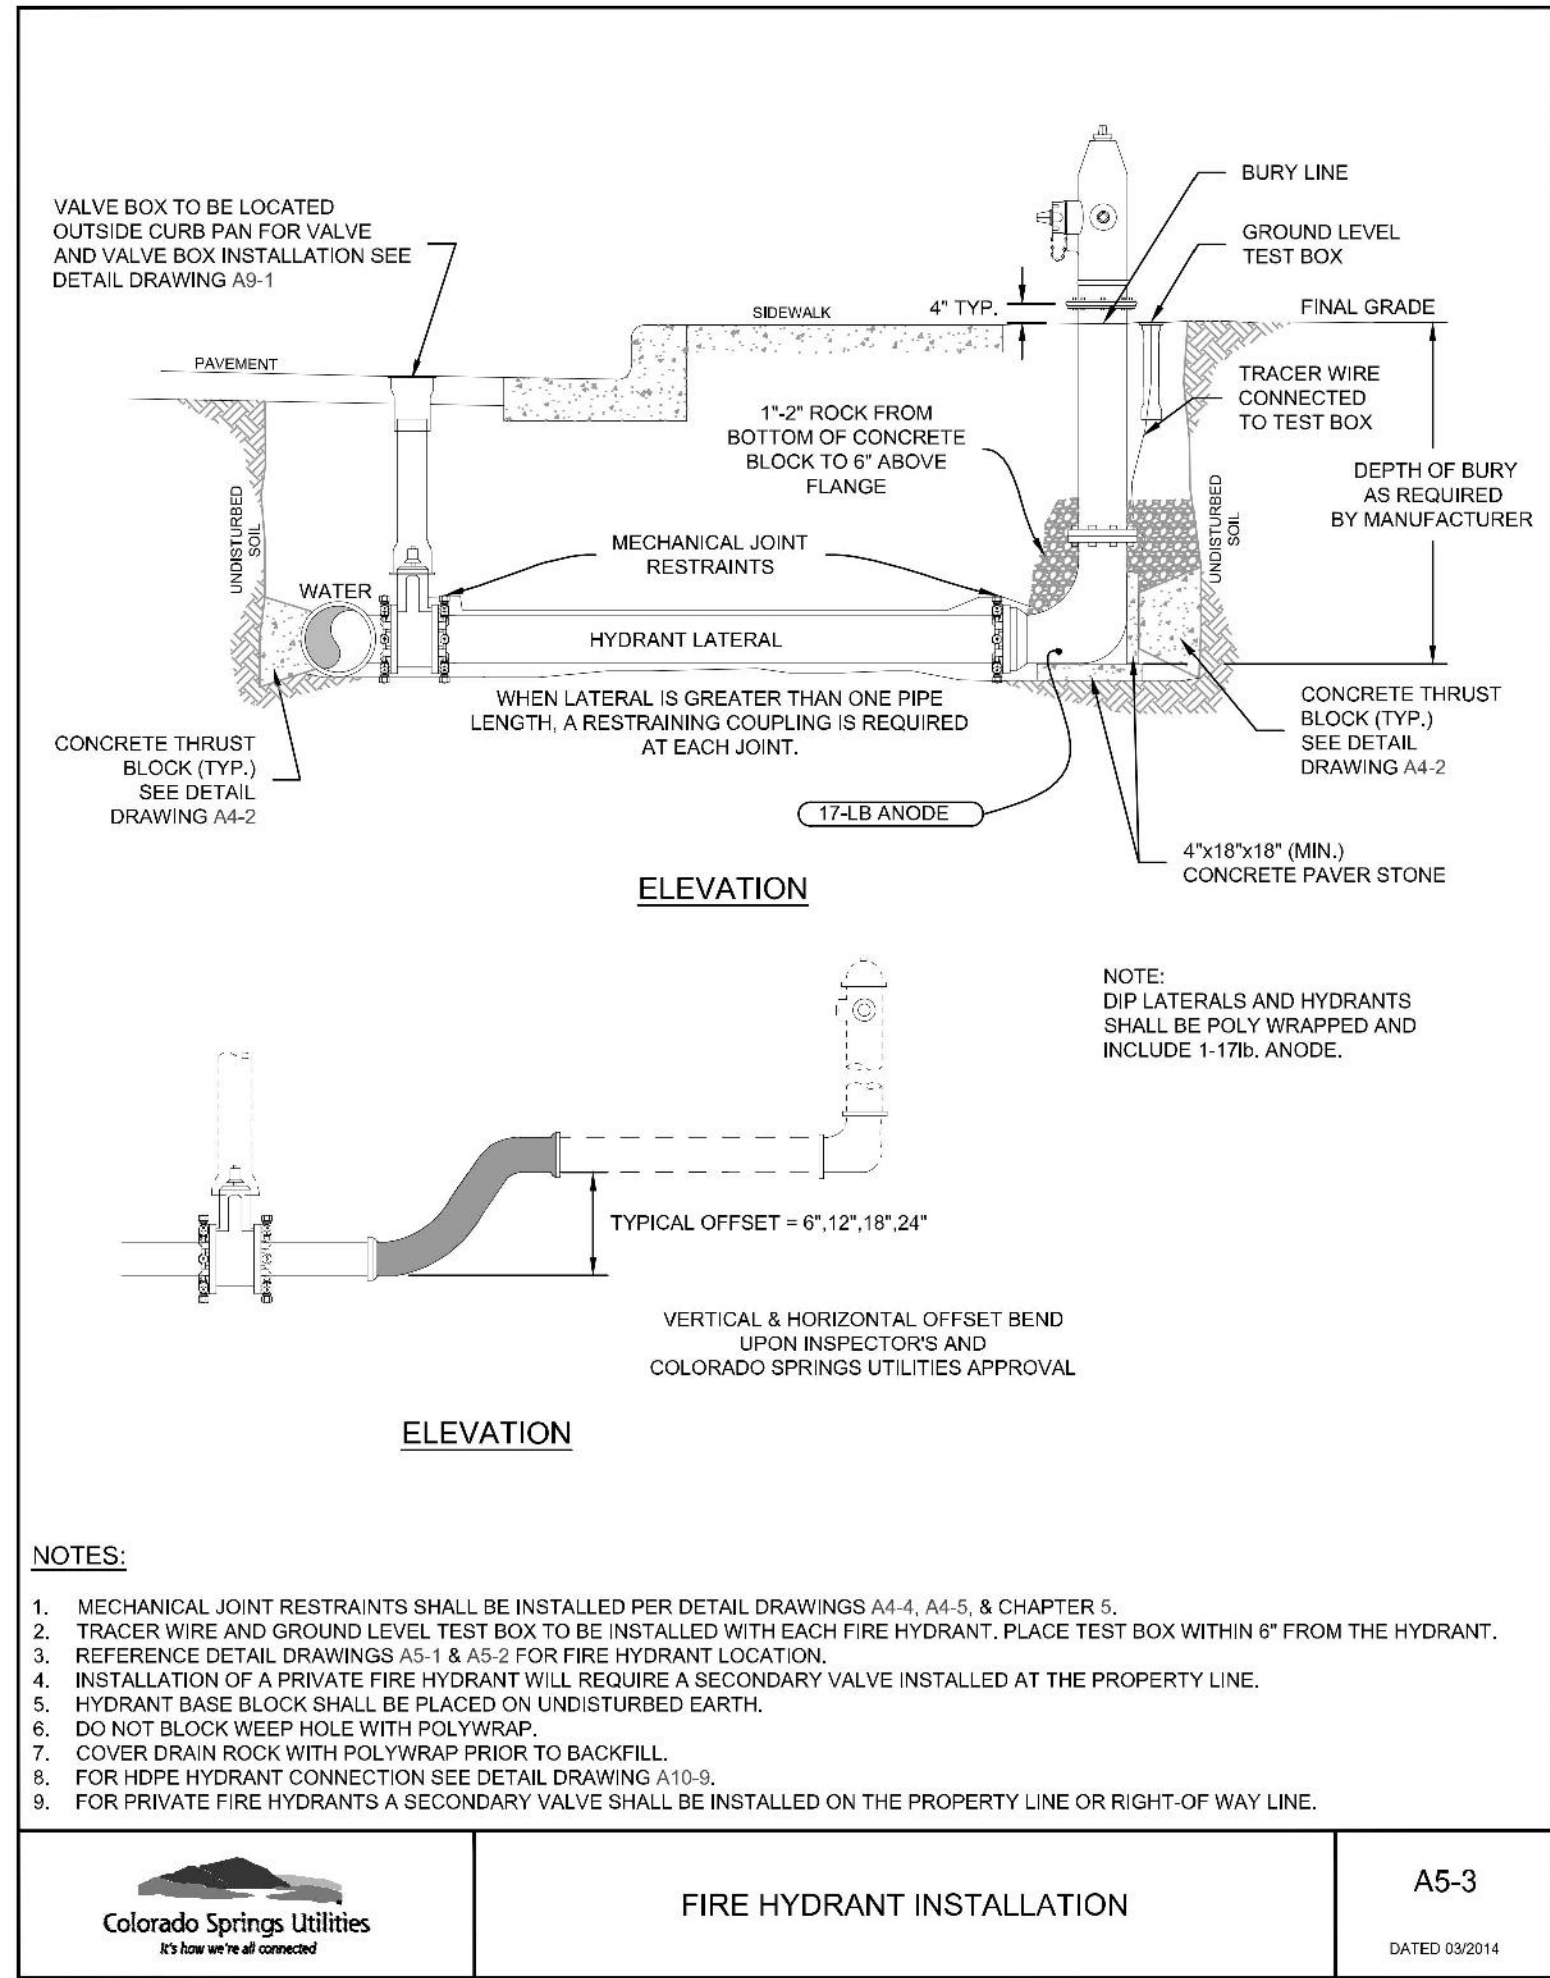 BURY LINE
VALVE BOX TO BE LOCATED
OUTSIDE CURB PAN FOR VALVE
AND VALVE BOX INSTALLATION SEE
DETAIL DRAWING A9-1
GROUND LEVEL
TEST BOX
4" TYP.
FINAL GRADE
SIDEWALK
PAVEMENT
TRACER WIRE
CONNECTED
TO TEST BOX
1"-2" ROCK FROM
BOTTOM OF CONCRETE
BLOCK TO 6" ABOVE
FLANGE
DEPTH OF BURY
AS REQUIRED
BY MANUFACTURER
UNDISTURBED
SOIL
UNDISTURBED
SOIL
MECHANICAL JOINT
RESTRAINTS
WATER
HYDRANT LATERAL
WHEN LATERAL IS GREATER THAN ONE PIPE
LENGTH, A RESTRAINING COUPLING IS REQUIRED
AT EACH JOINT.
CONCRETE THRUST
BLOCK (TYP.)
SEE DETAIL
DRAWING A4-2
CONCRETE THRUST
BLOCK (TYP.)
SEE DETAIL
DRAWING A4-2
17-LB ANODE
4"x18"x18" (MIN.)
CONCRETE PAVER STONE
ELEVATION
NOTE:
DIP LATERALS AND HYDRANTS
SHALL BE POLY WRAPPED AND
INCLUDE 1-17lb. ANODE.
TYPICAL OFFSET = 6",12",18",24"
VERTICAL & HORIZONTAL OFFSET BEND
UPON INSPECTOR'S AND
COLORADO SPRINGS UTILITIES APPROVAL
ELEVATION
NOTES:
1. MECHANICAL JOINT RESTRAINTS SHALL BE INSTALLED PER DETAIL DRAWINGS A4-4, A4-5, & CHAPTER 5.
2. TRACER WIRE AND GROUND LEVEL TEST BOX TO BE INSTALLED WITH EACH FIRE HYDRANT. PLACE TEST BOX WITHIN 6" FROM THE HYDRANT.
3. REFERENCE DETAIL DRAWINGS A5-1 & A5-2 FOR FIRE HYDRANT LOCATION.
4. INSTALLATION OF A PRIVATE FIRE HYDRANT WILL REQUIRE A SECONDARY VALVE INSTALLED AT THE PROPERTY LINE.
5. HYDRANT BASE BLOCK SHALL BE PLACED ON UNDISTURBED EARTH.
6. DO NOT BLOCK WEEP HOLE WITH POLYWRAP.
7. COVER DRAIN ROCK WITH POLYWRAP PRIOR TO BACKFILL.
8. FOR HDPE HYDRANT CONNECTION SEE DETAIL DRAWING A10-9.
9. FOR PRIVATE FIRE HYDRANTS A SECONDARY VALVE SHALL BE INSTALLED ON THE PROPERTY LINE OR RIGHT-OF WAY LINE.
Colorado Springs Utilities
It's how we're all connected
FIRE HYDRANT INSTALLATION
A5-3
DATED 03/2014